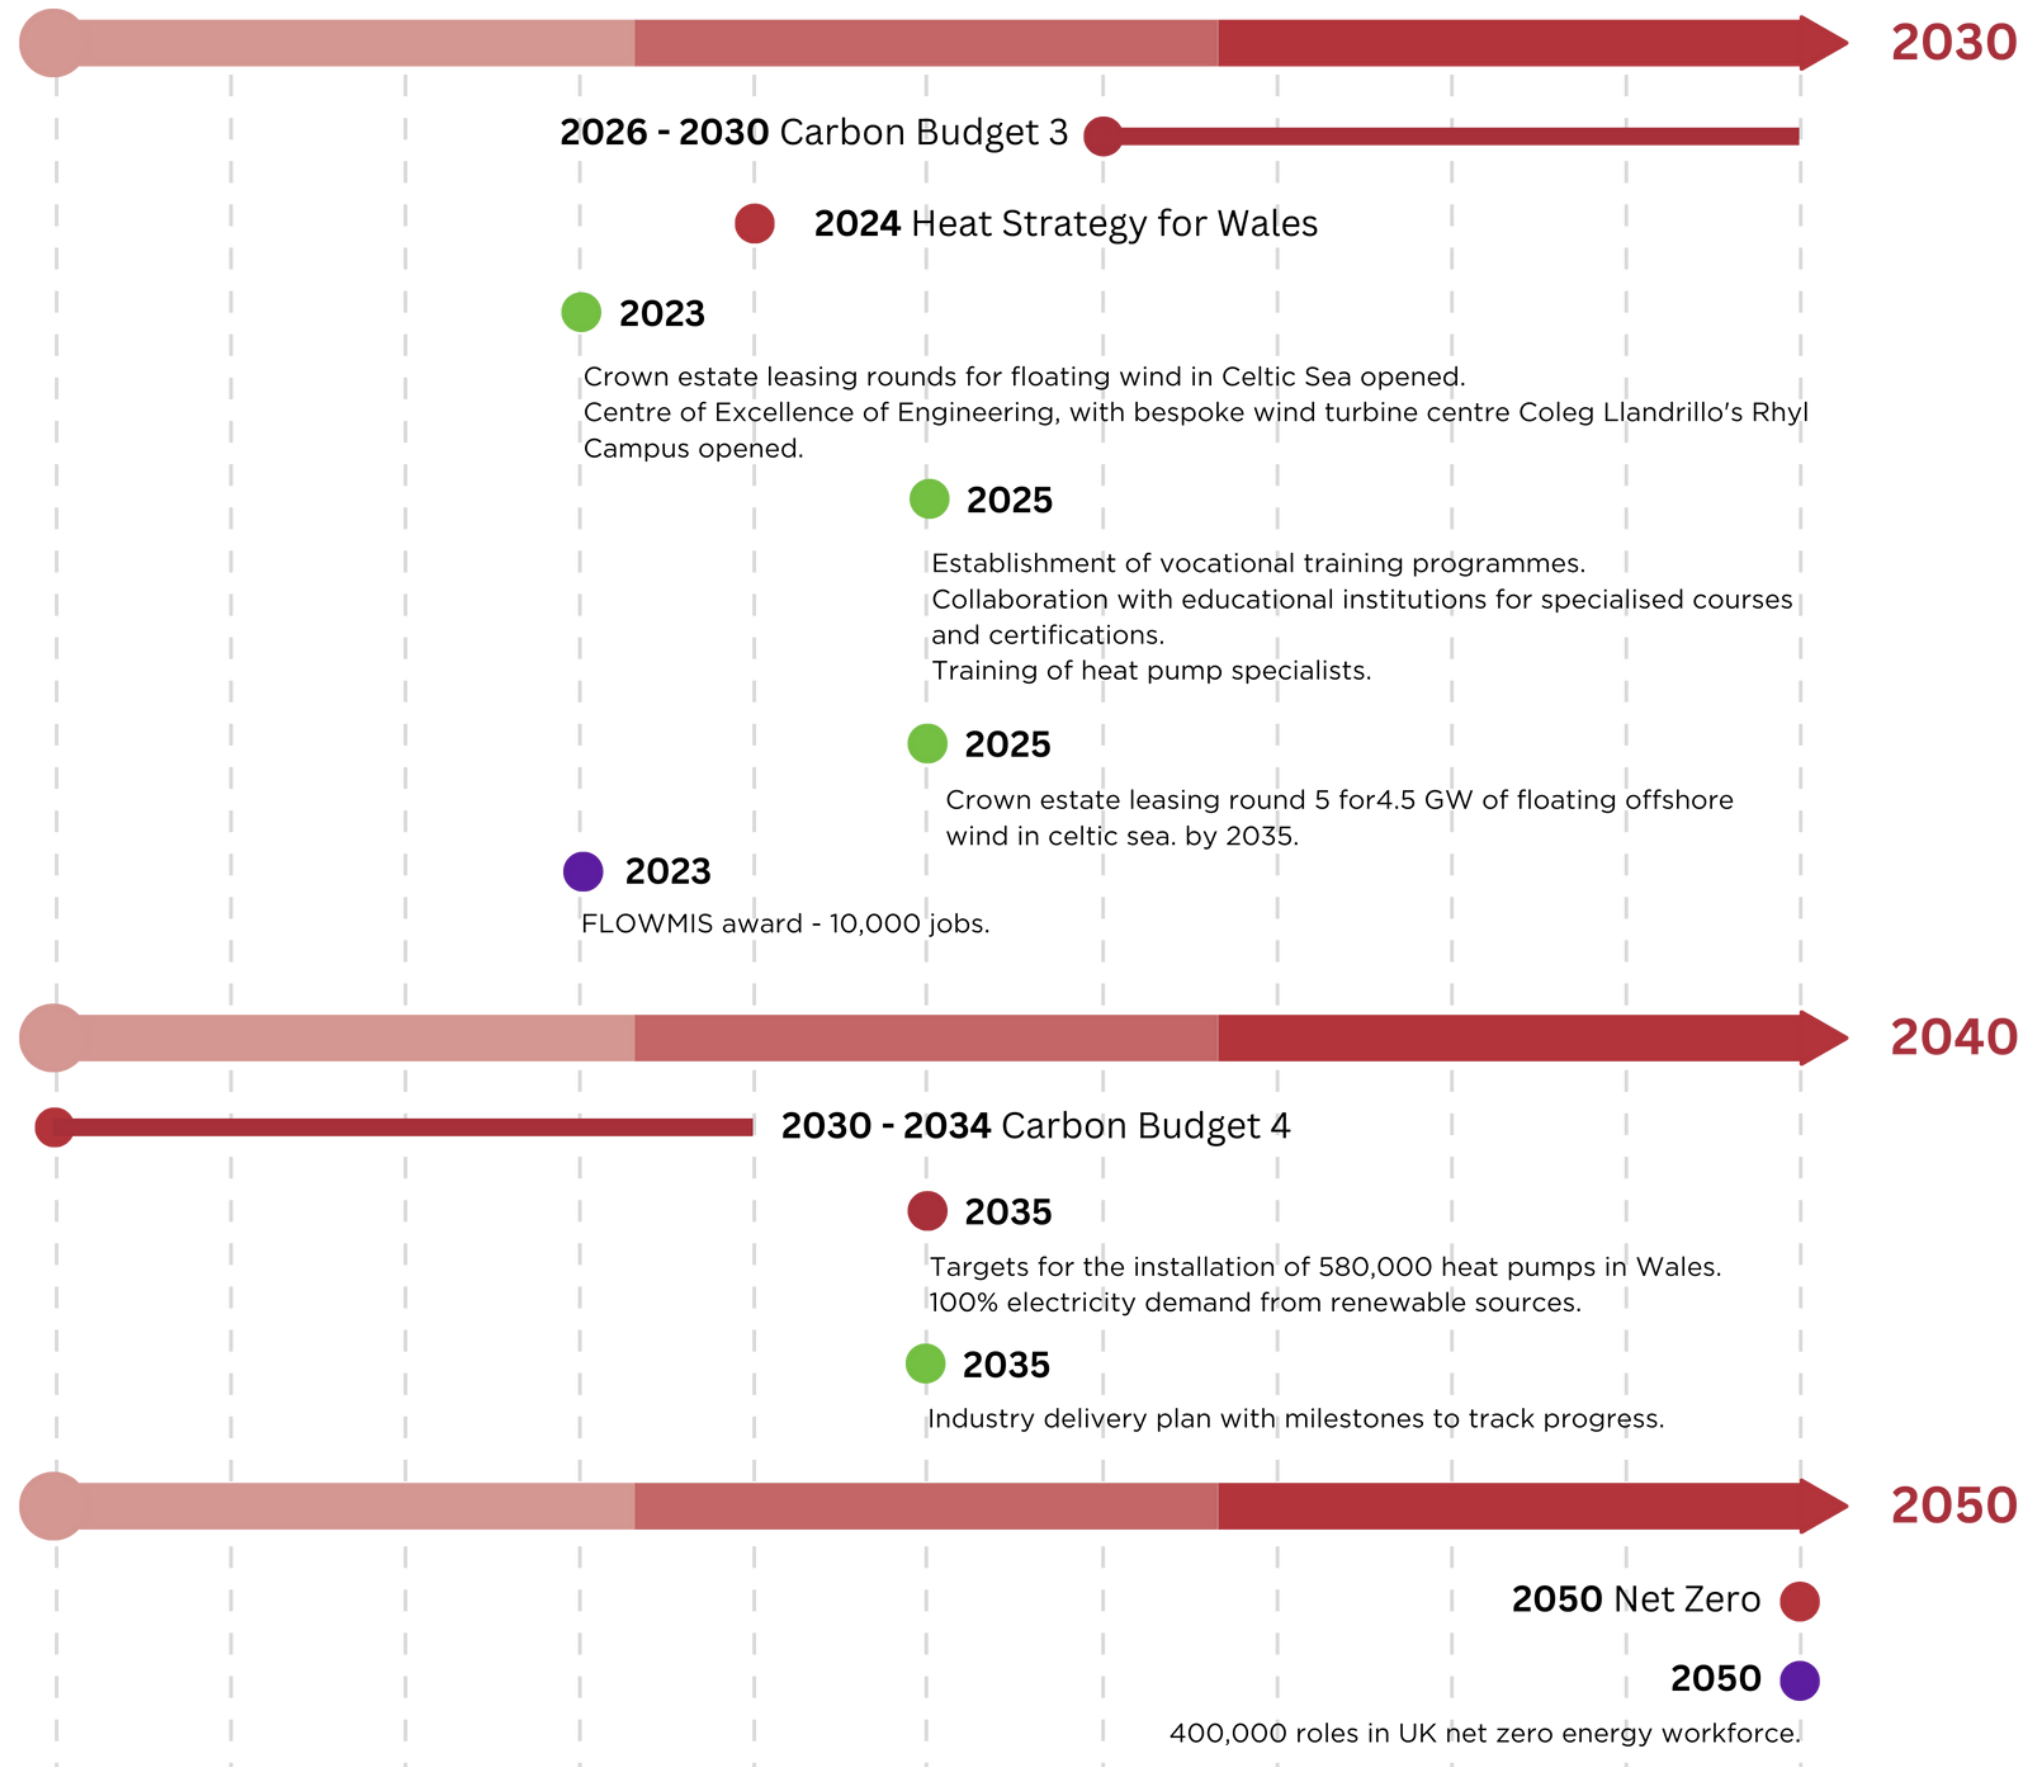 2030
2026 - 2030 Carbon Budget 3
2024 Heat Strategy for Wales
2023
Crown estate leasing rounds for floating wind in Celtic Sea opened.
Centre of Excellence of Engineering, with bespoke wind turbine centre Coleg Llandrillo's Rhyl
Campus opened.
2025
Establishment of vocational training programmes.
Collaboration with educational institutions for specialised courses
and certifications.
Training of heat pump specialists.
2025
Crown estate leasing round 5 for4.5 GW of floating offshore
wind in celtic sea. by 2035.
2023
FLOWMIS award - 10,000 jobs.
2040
2030 - 2034 Carbon Budget 4
2035
Targets for the installation of 580,000 heat pumps in Wales.
100% electricity demand from renewable sources.
2035
Industry delivery plan with milestones to track progress.
2050
2050 Net Zero
2050
400,000 roles in UK net zero energy workforce.